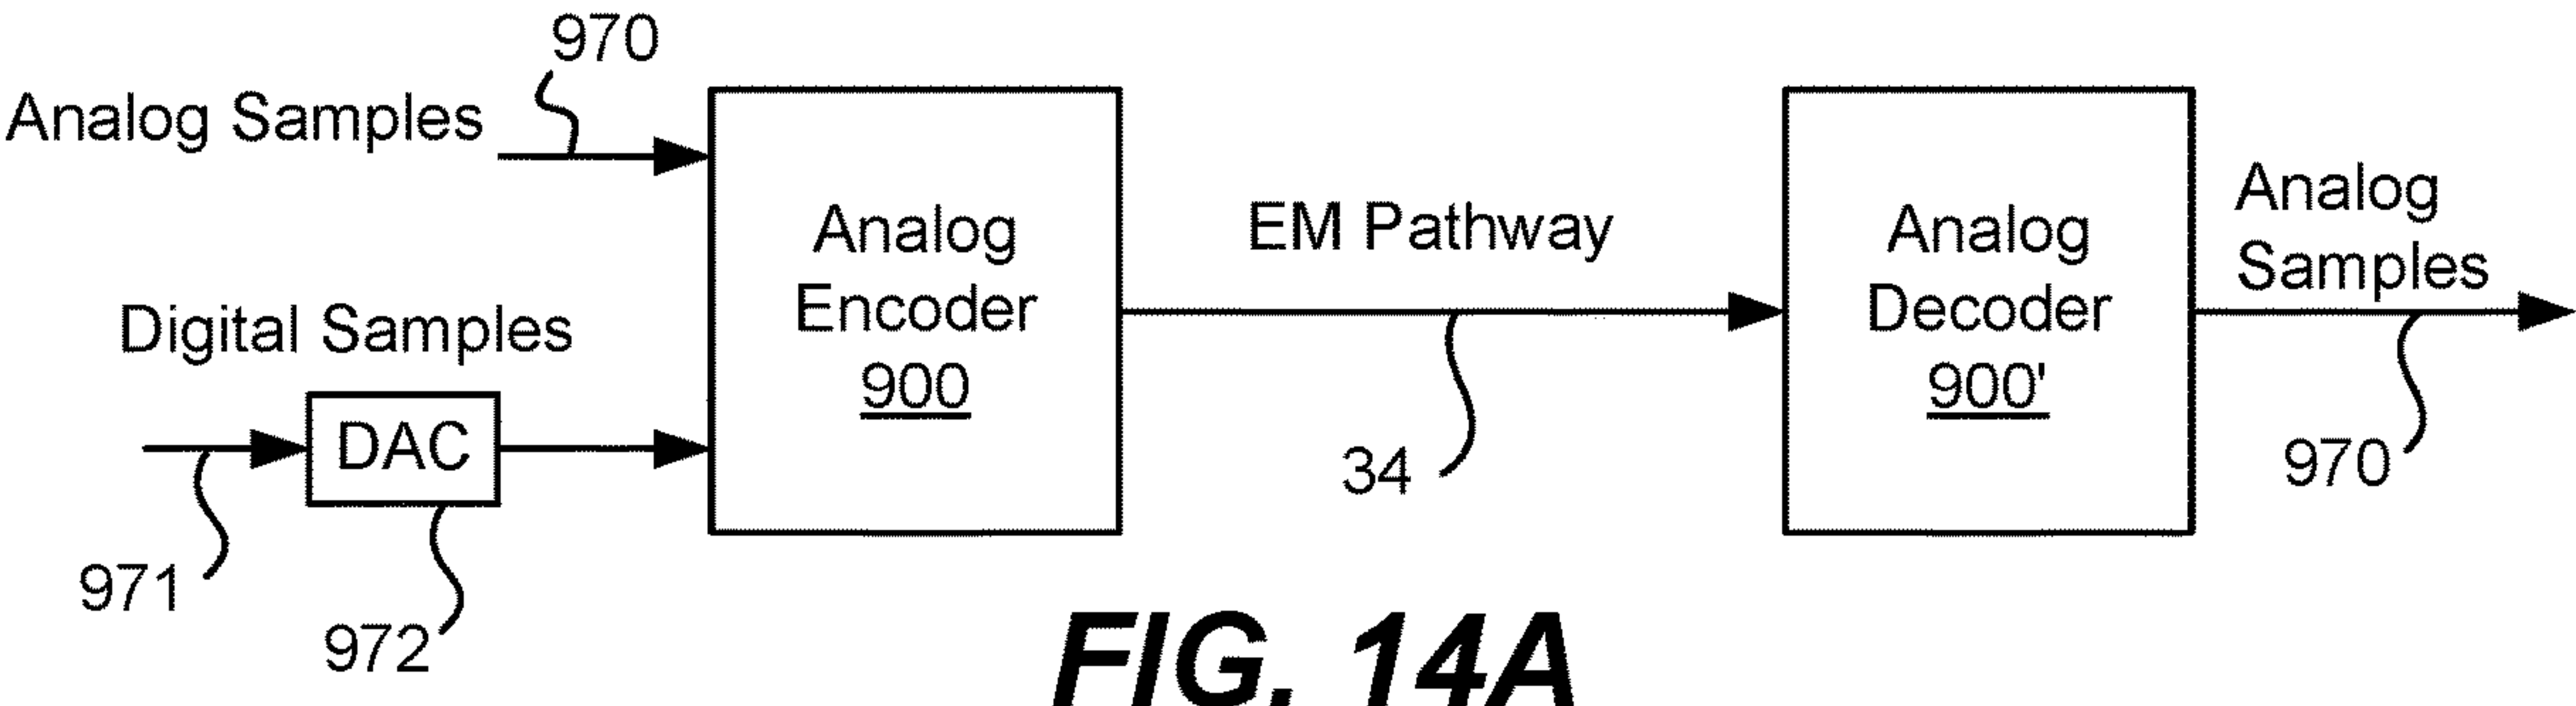 970
Analog Samples
Digital Samples
DAC
971
972
Analog
Encoder
900
EM Pathway
34
Analog
Decoder
900'
Analog
Samples
970
FIG. 14A